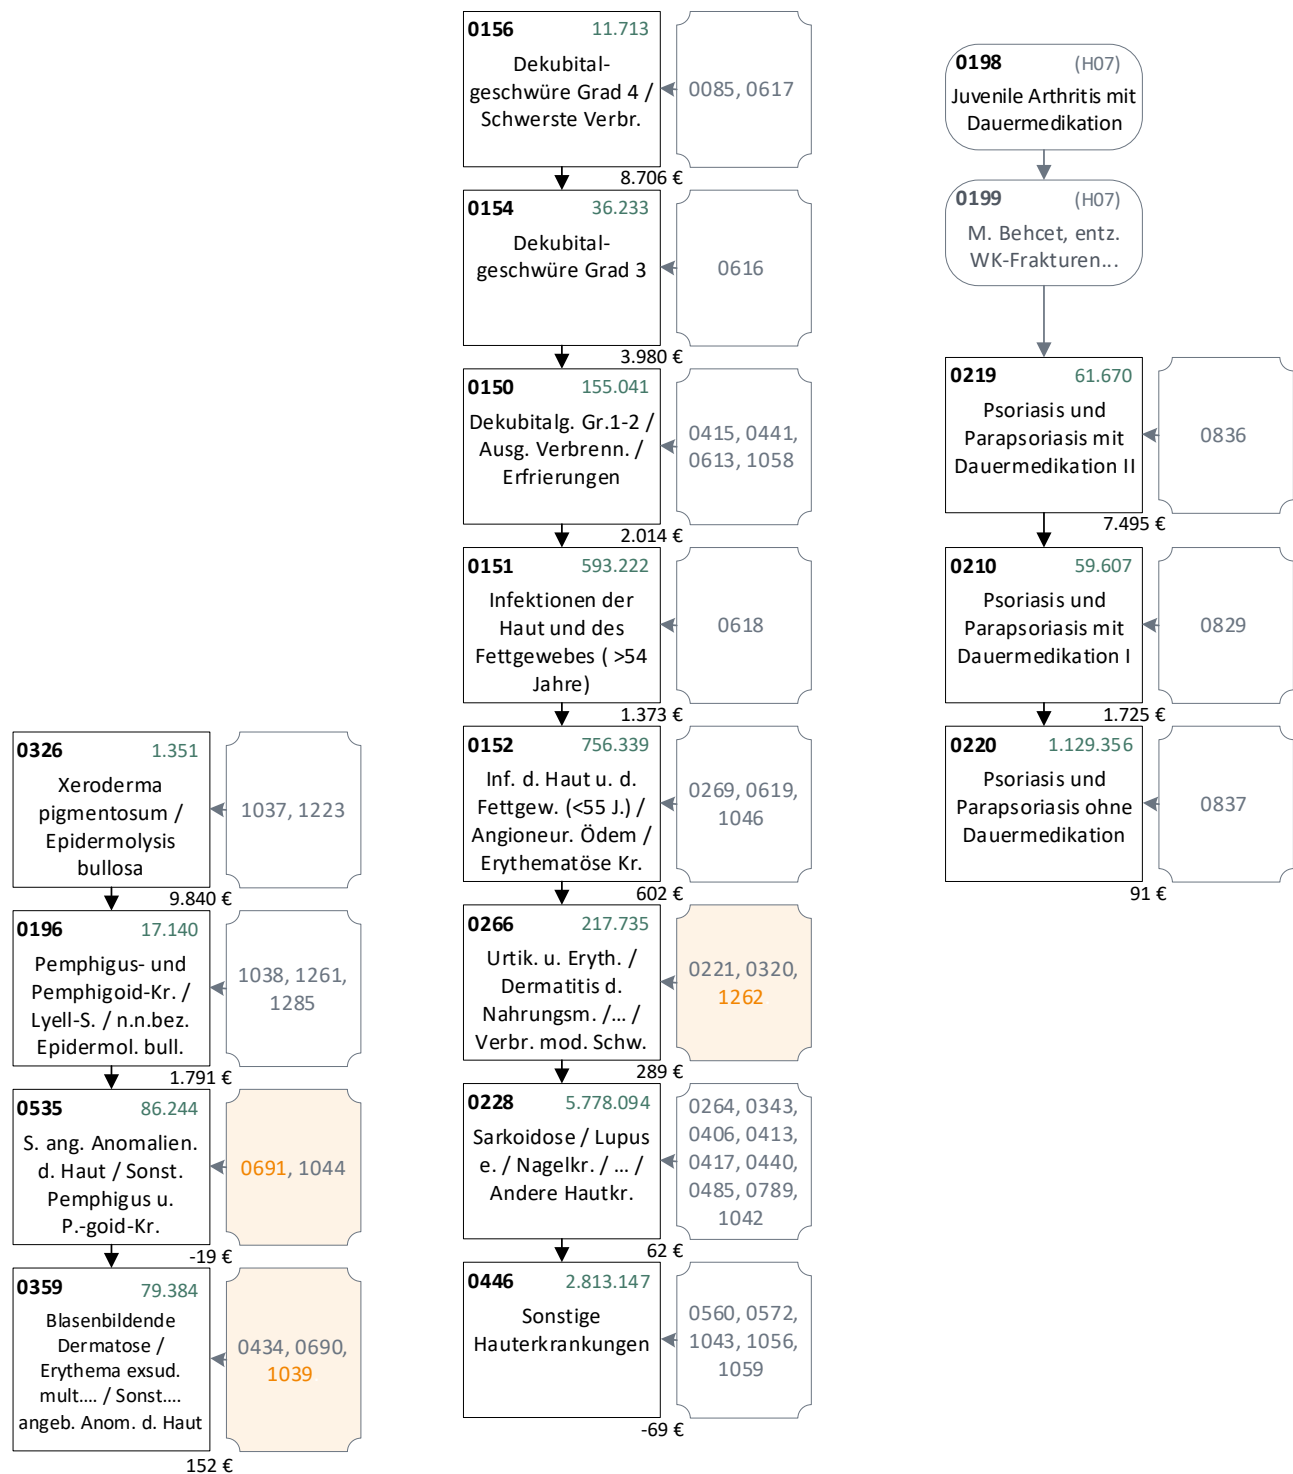 0156 11.713
Dekubital-
geschwüre Grad 4 /
Schwerste Verbr.
0085, 0617
8.706 €
0154 36.233
Dekubital-
geschwüre Grad 3
0616
3.980 €
0150 155.041
Dekubitalg. Gr.1-2 /
Ausg. Verbrenn. /
Erfrierungen
0415, 0441,
0613, 1058
2.014 €
0151 593.222
Infektionen der
Haut und des
Fettgewebes ( >54
Jahre)
0618
1.373 €
0152 756.339
Inf. d. Haut u. d.
Fettgew. (<55 J.) /
Angioneur. Ödem /
Erythematöse Kr.
0269, 0619,
1046
602 €
0266 217.735
Urtik. u. Eryth. /
Dermatitis d.
Nahrungsm. /... /
Verbr. mod. Schw.
0221, 0320,
1262
289 €
0228 5.778.094
Sarkoidose / Lupus
e. / Nagelkr. / ... /
Andere Hautkr.
0264, 0343,
0406, 0413,
0417, 0440,
0485, 0789,
1042
62 €
0446 2.813.147
Sonstige
Hauterkrankungen
0560, 0572,
1043, 1056,
1059
-69 €
0198 (H07)
Juvenile Arthritis mit
Dauermedikation
0199 (H07)
M. Behcet, entz.
WK-Frakturen...
0219 61.670
Psoriasis und
Parapsoriasis mit
Dauermedikation II
0836
7.495 €
0210 59.607
Psoriasis und
Parapsoriasis mit
Dauermedikation I
0829
1.725 €
0220 1.129.356
Psoriasis und
Parapsoriasis ohne
Dauermedikation
0837
91 €
0326 1.351
Xeroderma
pigmentosum /
Epidermolysis
bullosa
1037, 1223
9.840 €
0196 17.140
Pemphigus- und
Pemphigoid-Kr. /
Lyell-S. / n.n.bez.
Epidermol. bull.
1038, 1261,
1285
1.791 €
0535 86.244
S. ang. Anomalien.
d. Haut / Sonst.
Pemphigus u.
P.-goid-Kr.
0691, 1044
-19 €
0359 79.384
Blasenbildende
Dermatose /
Erythema exsud.
mult.... / Sonst....
angeb. Anom. d. Haut
0434, 0690,
1039
152 €